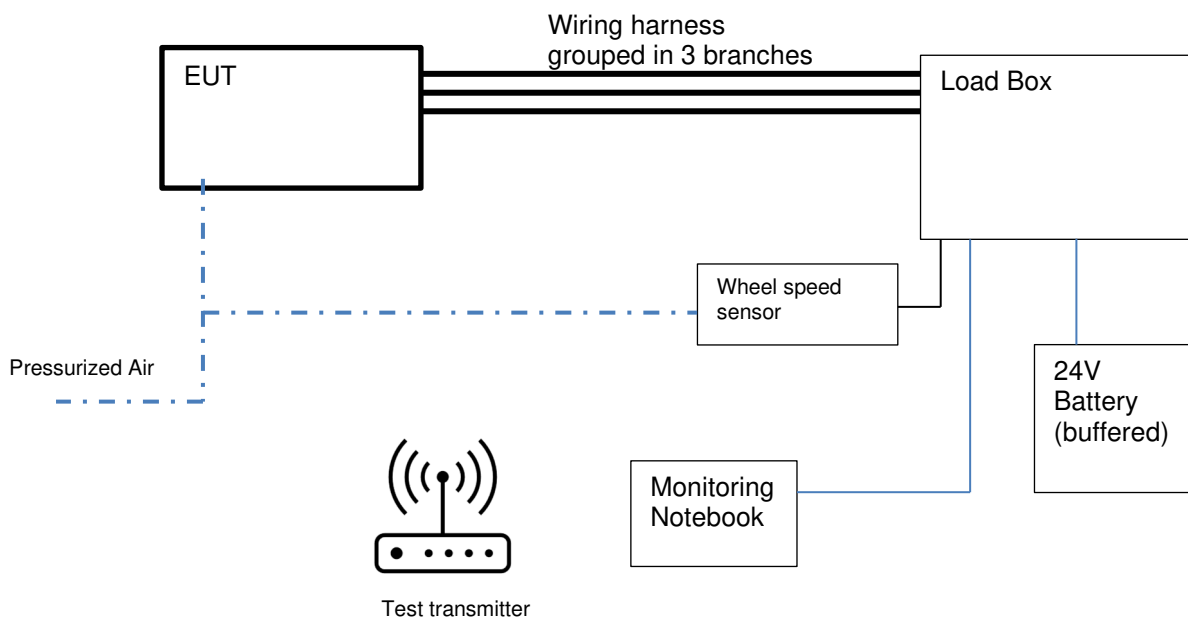 Wiring harness
grouped in 3 branches
EUT
Load Box
Wheel speed
sensor
Pressurized Air
24V
Battery
(buffered)
Monitoring
Notebook
Test transmitter